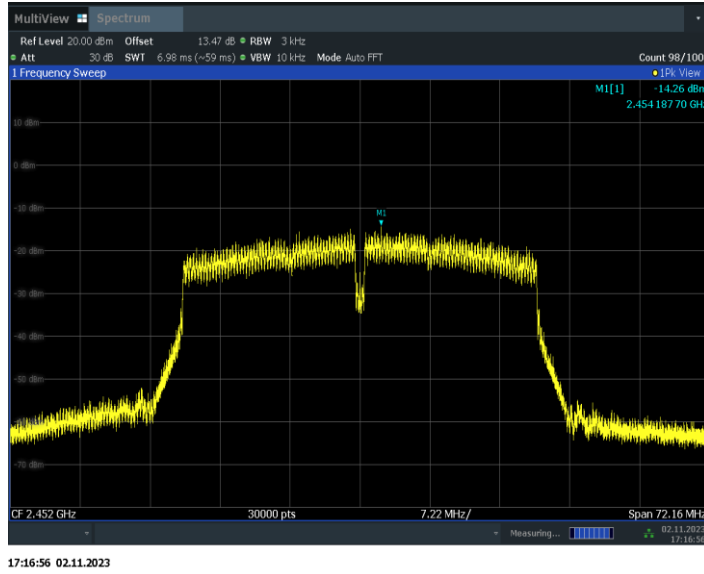 MultiView Spectrum
Ref Level 20.00 dBm Offset 13.47 dB RBW 3 kHz
Att 30 dB SWT 6.98 ms (~59 ms) VBW 10 kHz Mode Auto FFT Count 98/100
1 Frequency Sweep 1Pk View
M1[1] -14.26 dBm
2.454 187 70 GHz
10 dBm
0 dBm
-10 dBm
M1
-20 dBm
-30 dBm
-40 dBm
-50 dBm
-70 dBm
CF 2.452 GHz 30000 pts 7.22 MHz/ Span 72.16 MHz
Measuring... 02.11.2023
17:16:56
17:16:56 02.11.2023